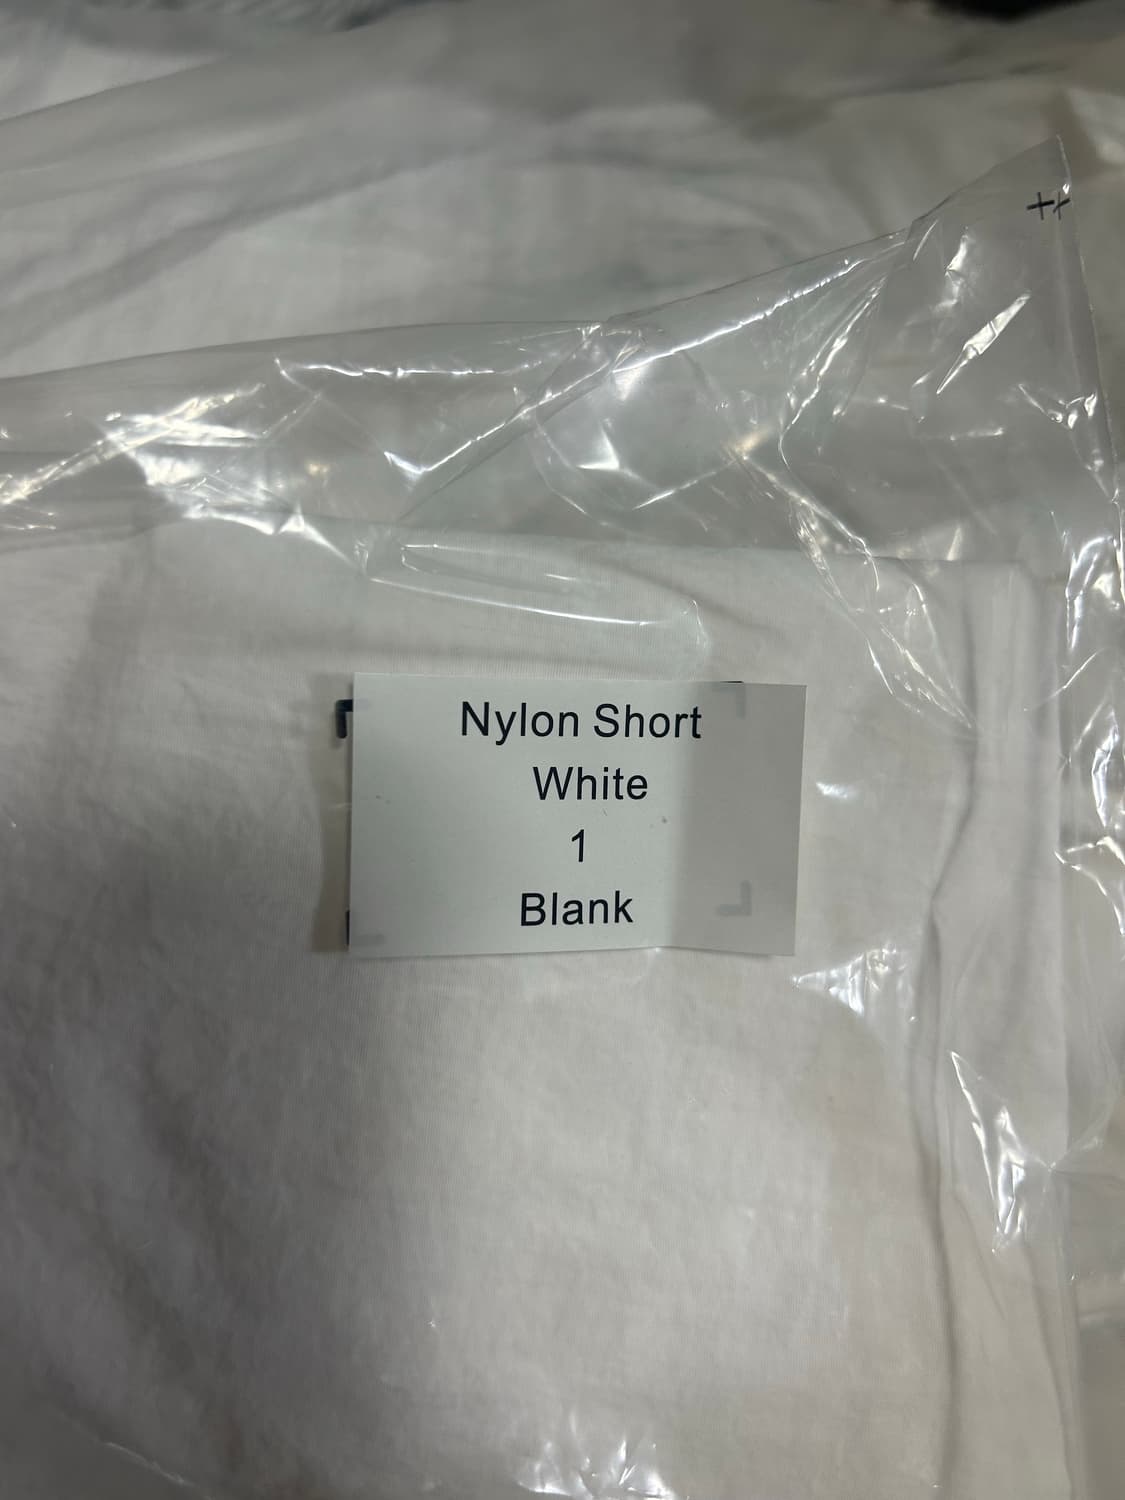 Nylon Short
White
1
Blank